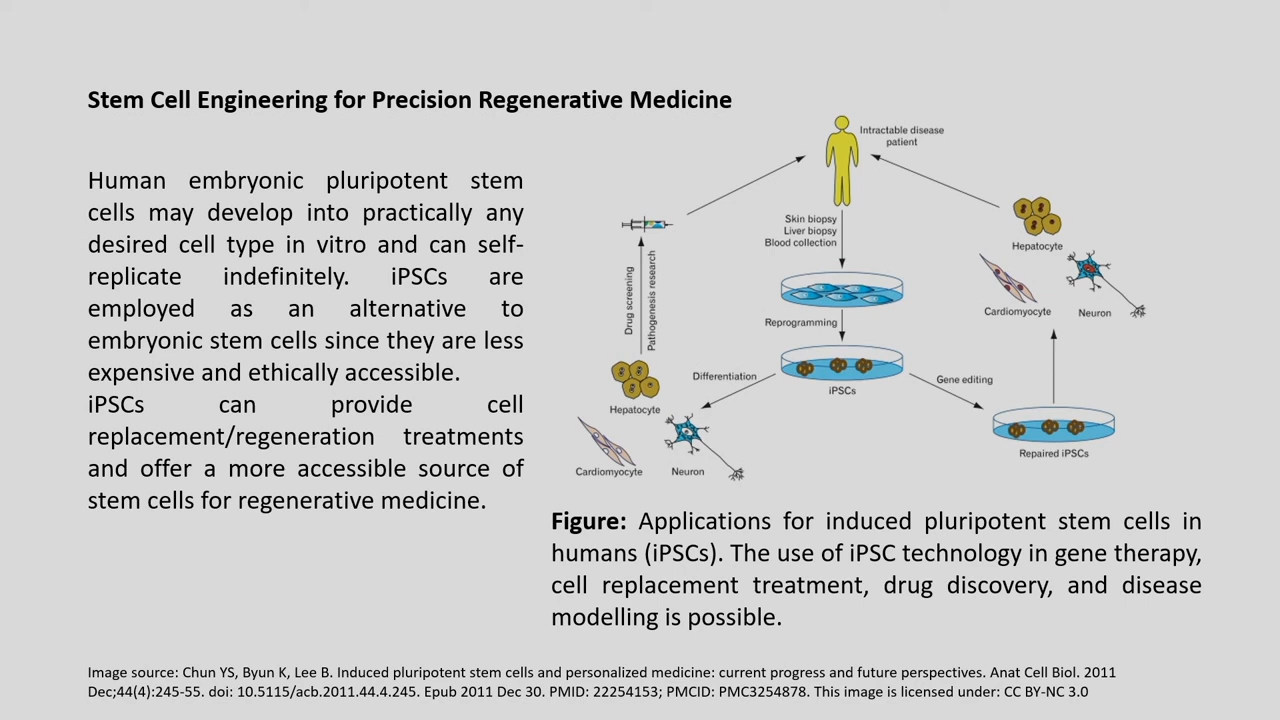 Stem Cell Engineering for Precision Regenerative Medicine
Human embryonic pluripotent stem
cells may develop into practically any
desired cell type in vitro and can self-
replicate indefinitely. iPSCs are
employed as an alternative to
embryonic stem cells since they are less
expensive and ethically accessible.
iPSCs can provide cell
replacement/regeneration treatments
and offer a more accessible source of
stem cells for regenerative medicine.
Intractable disease
patient
Skin biopsy
Liver biopsy
Blood collection
Reprogramming
iPSCs
Differentiation
Hepatocyte
Cardiomyocyte
Neuron
Drug screening
Pathogenesis research
Gene editing
Repaired iPSCs
Hepatocyte
Cardiomyocyte
Neuron
Figure: Applications for induced pluripotent stem cells in
humans (iPSCs). The use of iPSC technology in gene therapy,
cell replacement treatment, drug discovery, and disease
modelling is possible.
Image source: Chun YS, Byun K, Lee B. Induced pluripotent stem cells and personalized medicine: current progress and future perspectives. Anat Cell Biol. 2011
Dec;44(4):245-55. doi: 10.5115/acb.2011.44.4.245. Epub 2011 Dec 30. PMID: 22254153; PMCID: PMC3254878. This image is licensed under: CC BY-NC 3.0